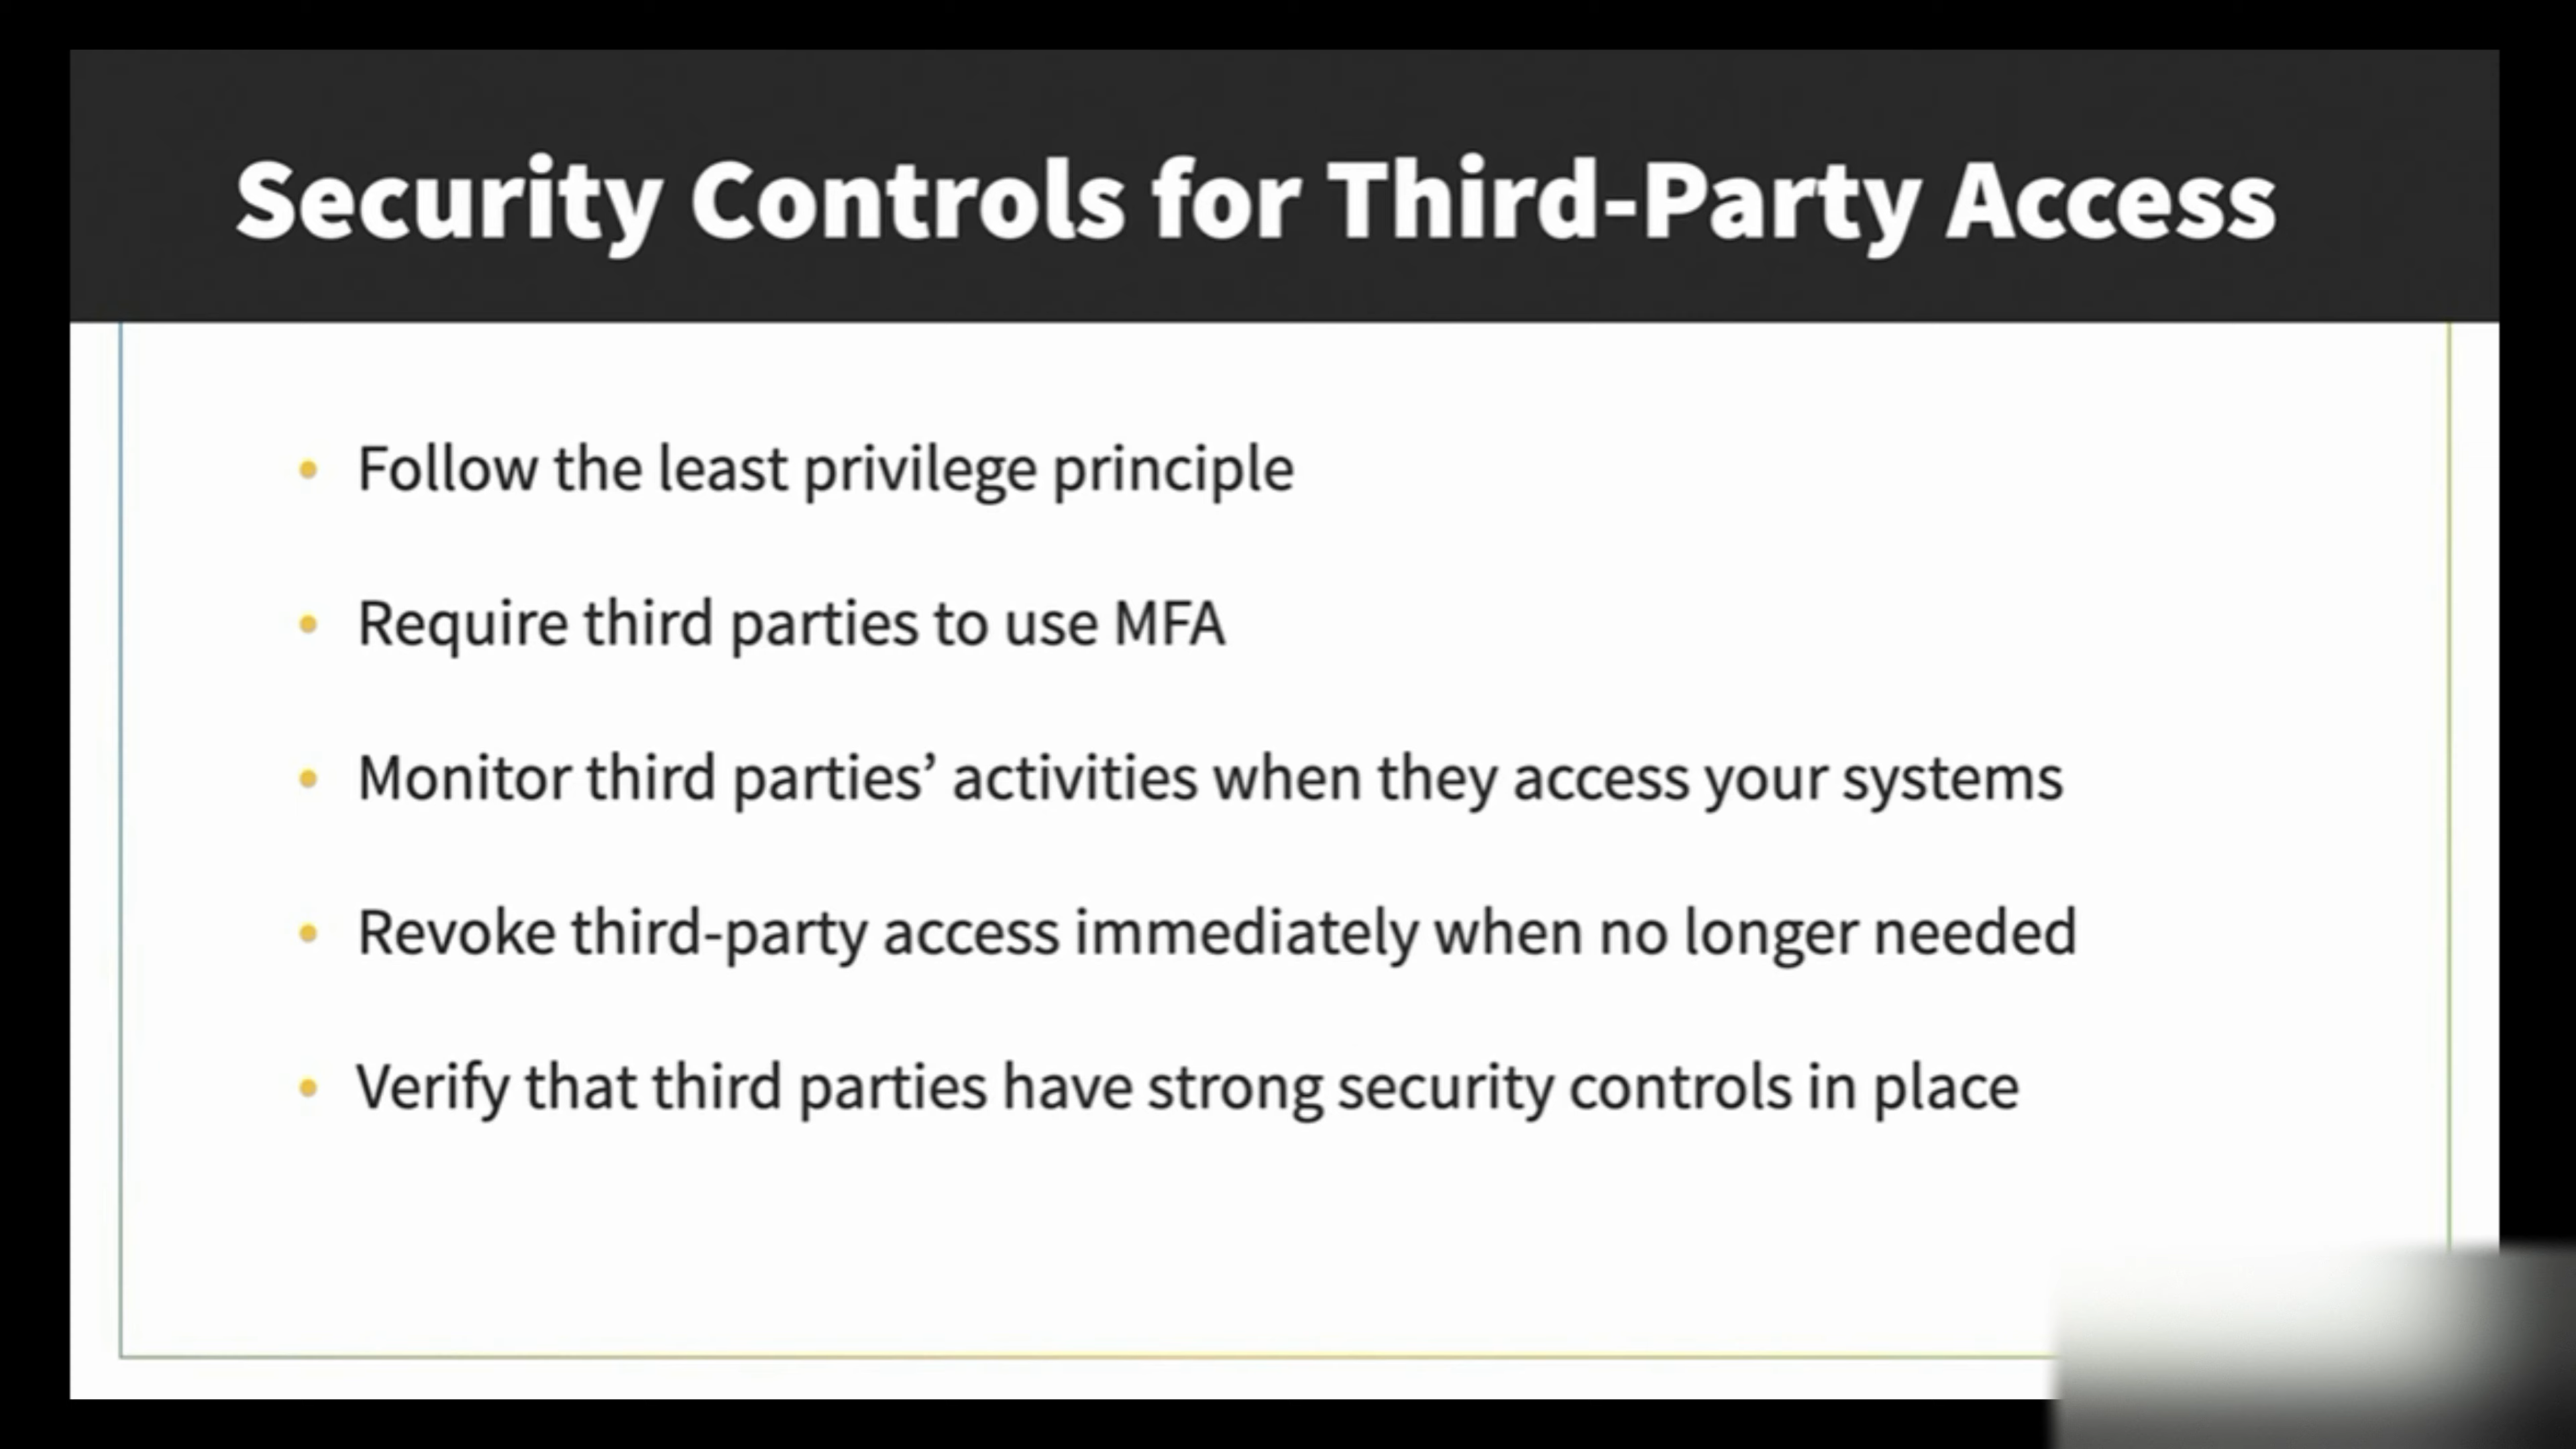 Security Controls for Third-Party Access
• Follow the least privilege principle
• Require third parties to use MFA
• Monitor third parties’ activities when they access your systems
• Revoke third-party access immediately when no longer needed
• Verify that third parties have strong security controls in place